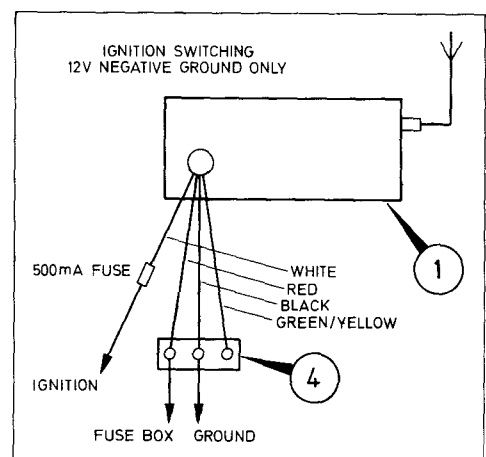 IGNITION SWITCHING
12V NEGATIVE GROUND ONLY
1
500mA FUSE
WHITE
RED
BLACK
GREEN/YELLOW
4
IGNITION
FUSE BOX GROUND